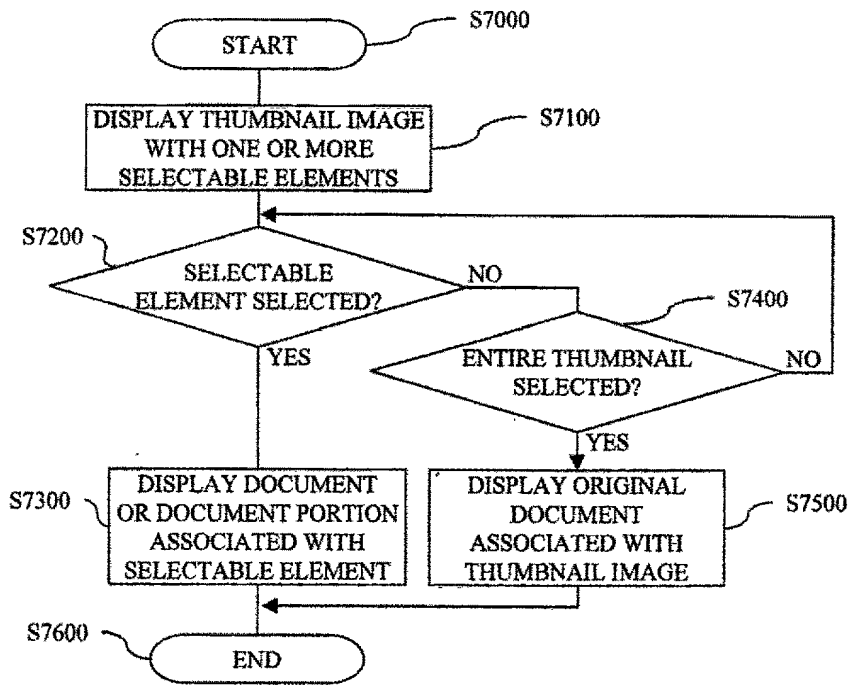 START
S7000
DISPLAY THUMBNAIL IMAGE
WITH ONE OR MORE
SELECTABLE ELEMENTS
S7100
S7200
SELECTABLE
ELEMENT SELECTED?
NO
YES
S7400
ENTIRE THUMBNAIL
SELECTED?
NO
YES
S7300
DISPLAY DOCUMENT
OR DOCUMENT PORTION
ASSOCIATED WITH
SELECTABLE ELEMENT
DISPLAY ORIGINAL
DOCUMENT
ASSOCIATED WITH
THUMBNAIL IMAGE
S7500
S7600
END